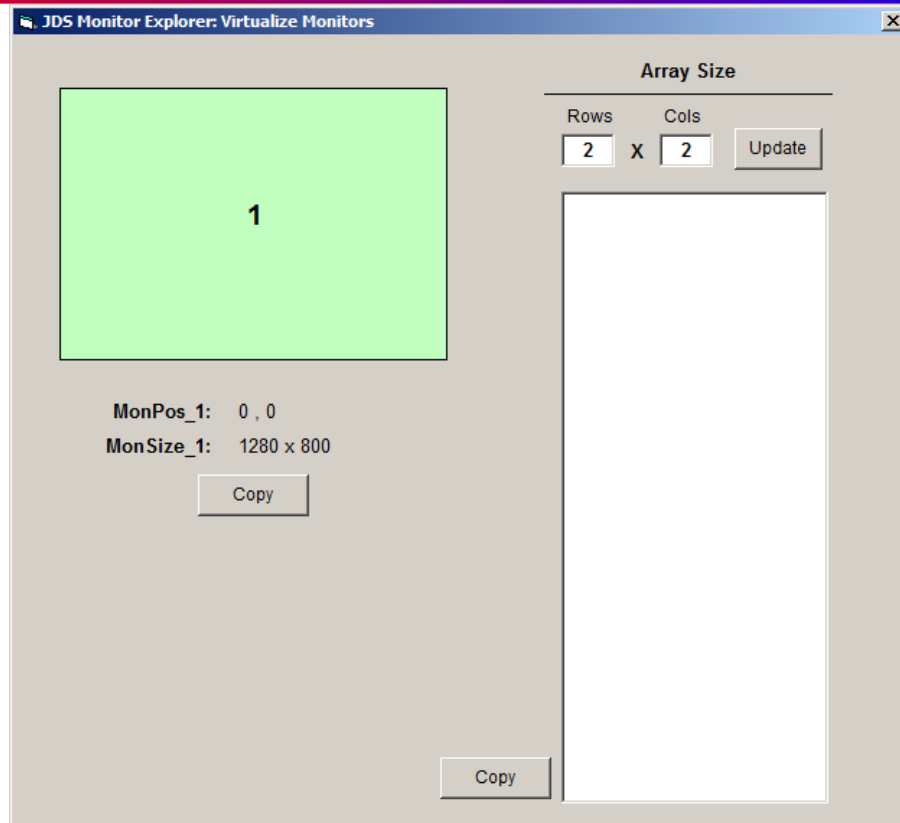 JDS Monitor Explorer: Virtualize Monitors
1
MonPos_1: 0 , 0
MonSize_1: 1280 x 800
Copy
Array Size
Rows Cols
2 X 2 Update
Copy